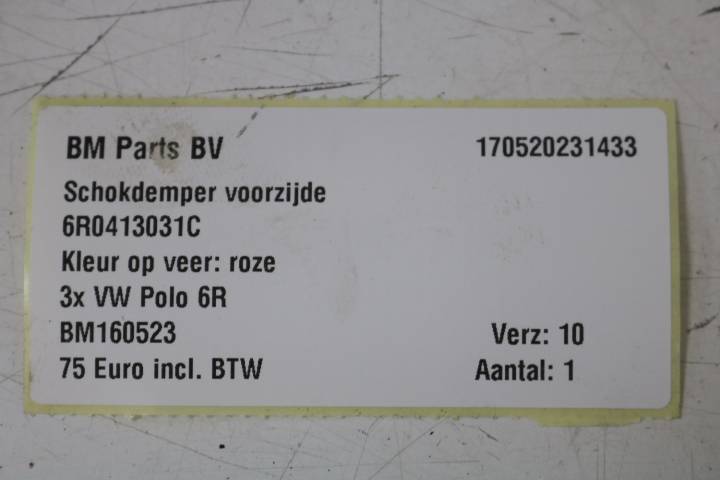 BM Parts BV 170520231433
Schokdemper voorzijde
6R0413031C
Kleur op veer: roze
3x VW Polo 6R
BM160523 Verz: 10
75 Euro incl. BTW Aantal: 1